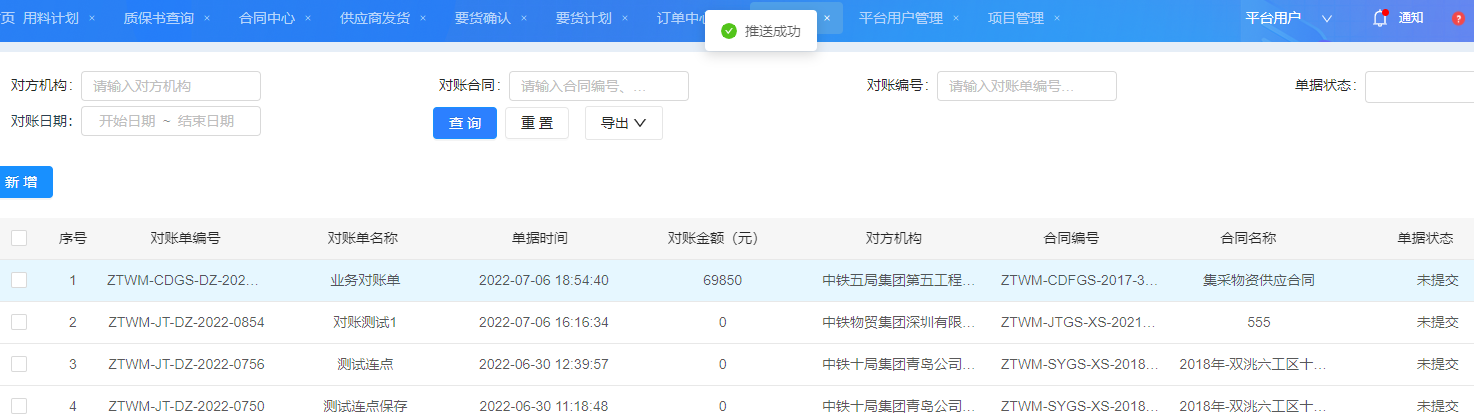 页 用料计划 × 质保书查询 × 合同中心 × 供应商发货 × 要货确认 × 要货计划 × 订单中心 × 平台用户管理 × 项目管理 × 平台用户 通知 ?
推送成功
对方机构: 请输入对方机构 对账合同: 请输入合同编号、... 对账编号: 请输入对账单编号... 单据状态:
对账日期: 开始日期 ~ 结束日期 查 询 重 置 导出
新 增
序号 对账单编号 对账单名称 单据时间 对账金额（元） 对方机构 合同编号 合同名称 单据状态
1 ZTWM-CDGS-DZ-202... 业务对账单 2022-07-06 18:54:40 69850 中铁五局集团第五工程... ZTWM-CDFGS-2017-3... 集采物资供应合同 未提交
2 ZTWM-JT-DZ-2022-0854 对账测试1 2022-07-06 16:16:34 0 中铁物贸集团深圳有限... ZTWM-JTGS-XS-2021... 555 未提交
3 ZTWM-JT-DZ-2022-0756 测试连点 2022-06-30 12:39:57 0 中铁十局集团青岛公司... ZTWM-SYGS-XS-2018... 2018年-双洮六工区十... 未提交
4 ZTWM-JT-DZ-2022-0750 测试连点保存 2022-06-30 11:18:48 0 中铁十局集团青岛公司... ZTWM-SYGS-XS-2018... 2018年-双洮六工区十... 未提交